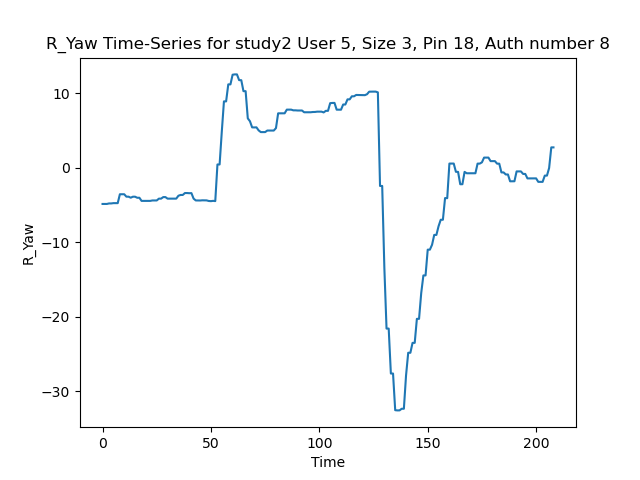 R_Yaw Time-Series for study2 User 5, Size 3, Pin 18, Auth number 8
10
0
−10
−20
−30
R_Yaw
0 50 100 150 200
Time